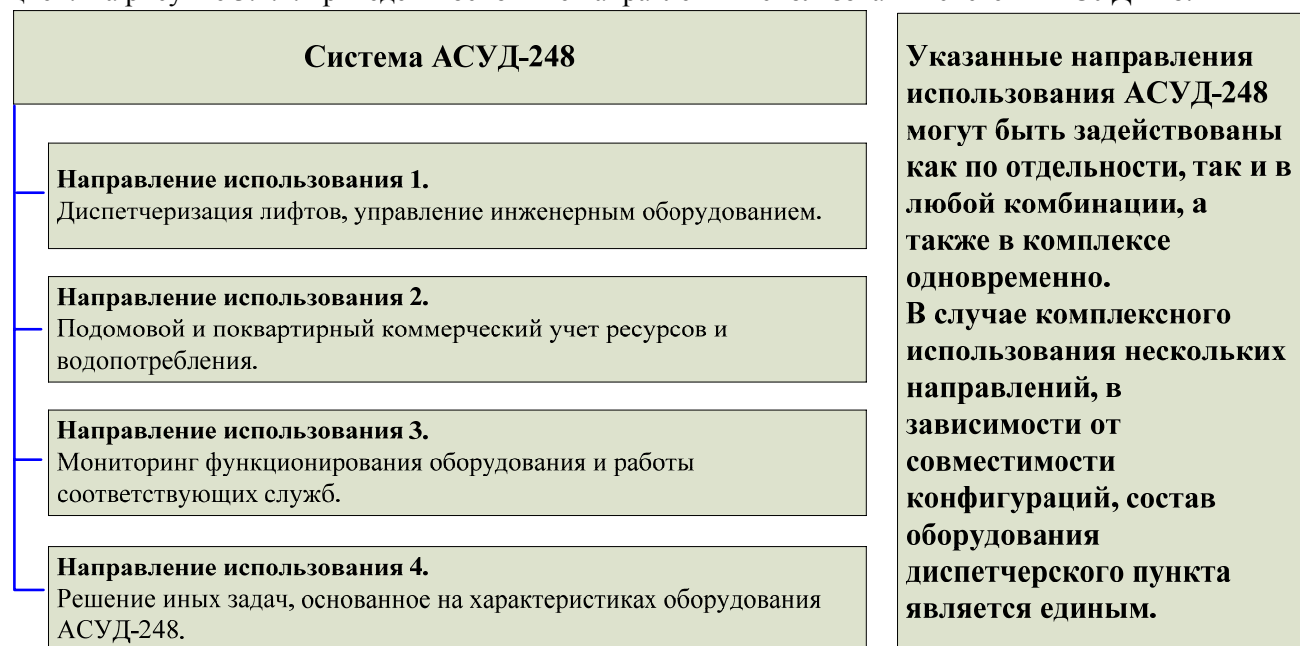 Система АСУД-248
Направление использования 1.
Диспетчеризация лифтов, управление инженерным оборудованием.
Направление использования 2.
Подомовой и поквартирный коммерческий учет ресурсов и
водопотребления.
Направление использования 3.
Мониторинг функционирования оборудования и работы
соответствующих служб.
Направление использования 4.
Решение иных задач, основанное на характеристиках оборудования
АСУД-248.
Указанные направления
использования АСУД-248
могут быть задействованы
как по отдельности, так и в
любой комбинации, а
также в комплексе
одновременно.
В случае комплексного
использования нескольких
направлений, в
зависимости от
совместимости
конфигураций, состав
оборудования
диспетчерского пункта
является единым.